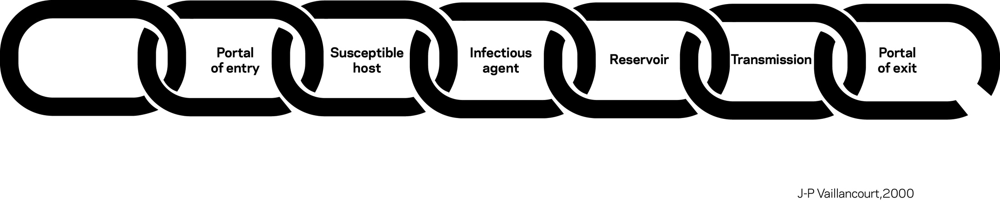 Portal
of entry
Susceptible
host
Infectious
agent
Reservoir
Transmission
Portal
of exit
J-P Vaillancourt,2000